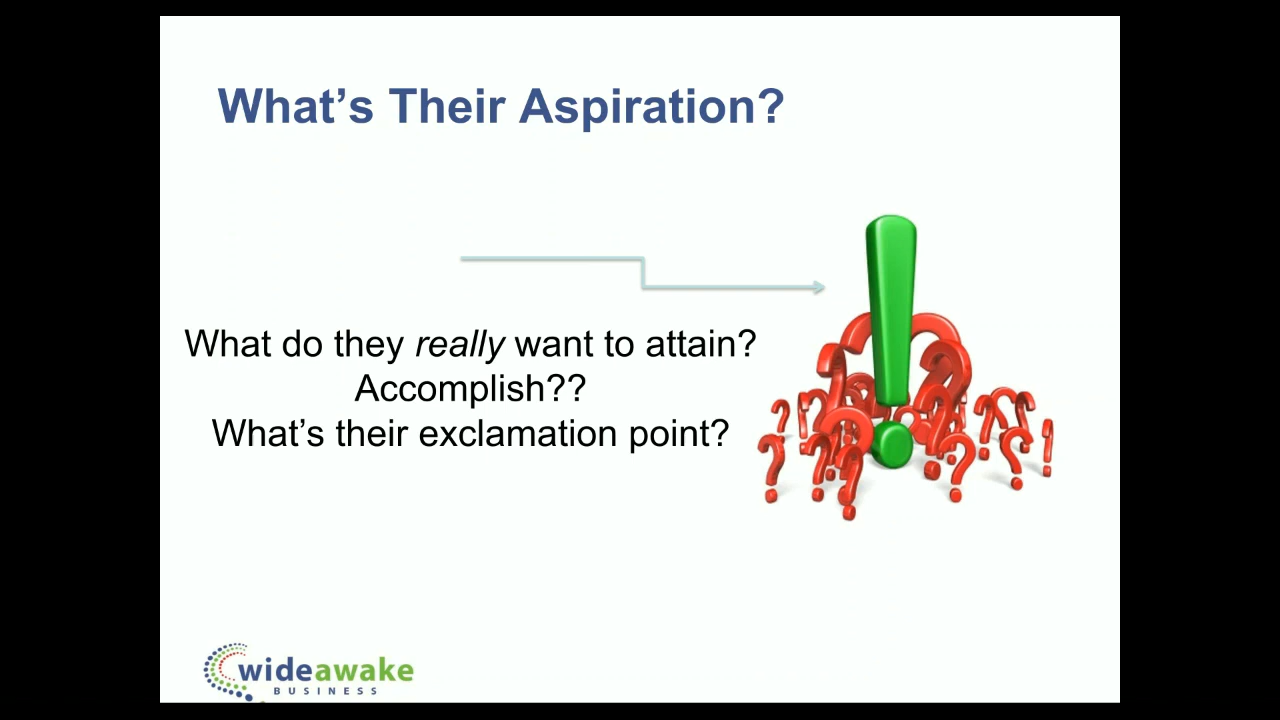 What’s Their Aspiration?
What do they really want to attain?
Accomplish??
What’s their exclamation point?
wideawake
BUSINESS